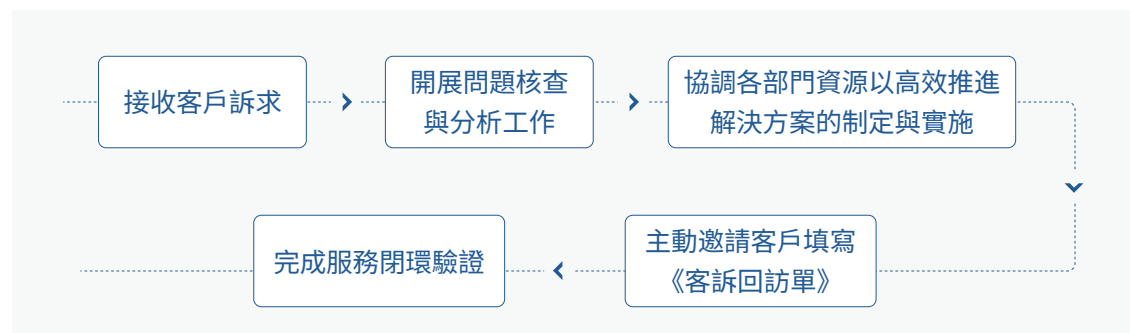 接收客戶訴求
開展問題核查
與分析工作
協調各部門資源以高效推進
解決方案的制定與實施
主動邀請客戶填寫
《客訴回訪單》
完成服務閉環驗證